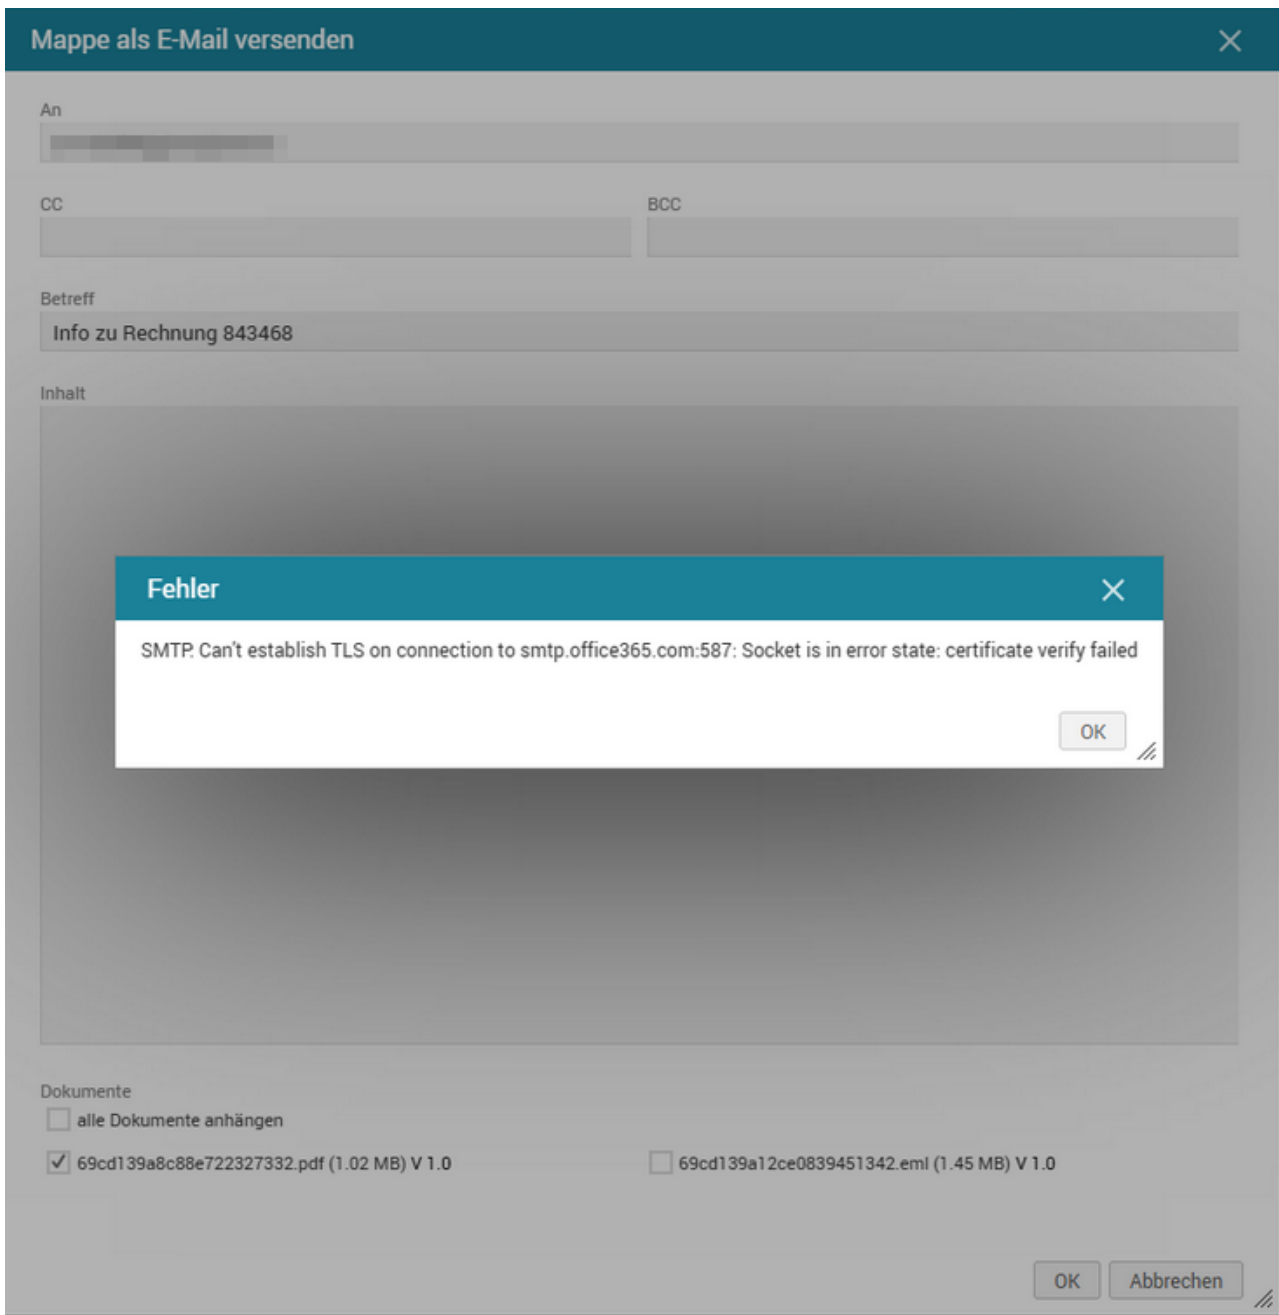 Mappe als E-Mail versenden
An
CC
BCC
Betreff
Info zu Rechnung 843468
Inhalt
Fehler
SMTP: Can't establish TLS on connection to smtp.office365.com:587: Socket is in error state: certificate verify failed
OK
Dokumente
alle Dokumente anhängen
69cd139a8c88e722327332.pdf (1.02 MB) V 1.0
69cd139a12ce0839451342.eml (1.45 MB) V 1.0
OK
Abbrechen